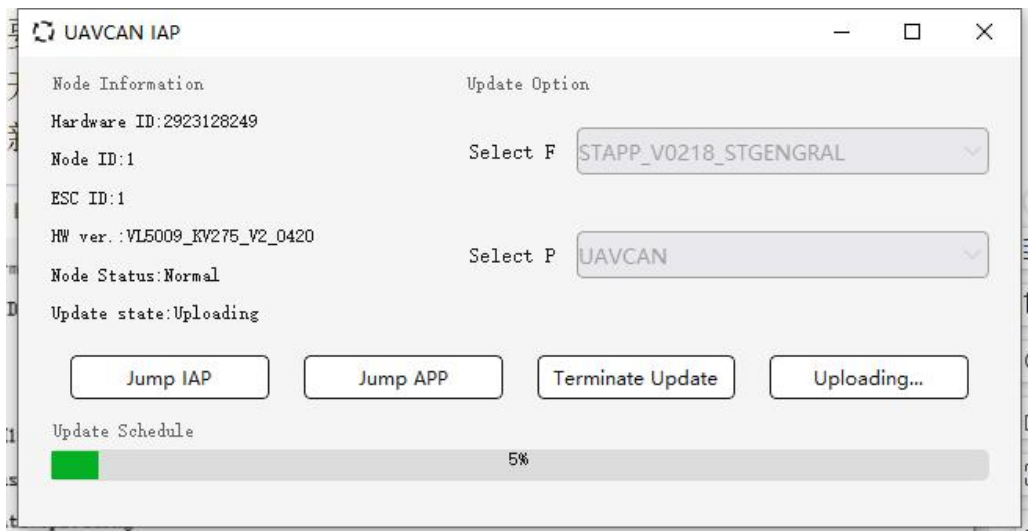 UAVCAN IAP
Node Information
Hardware ID:2923128249
Node ID:1
ESC ID:1
HW ver.:VL5009_KV275_V2_0420
Node Status:Normal
Update state:Uploading
Update Option
Select F STAPP_V0218_STGENGRAL
Select P UAVCAN
Jump IAP Jump APP Terminate Update Uploading...
Update Schedule
5%